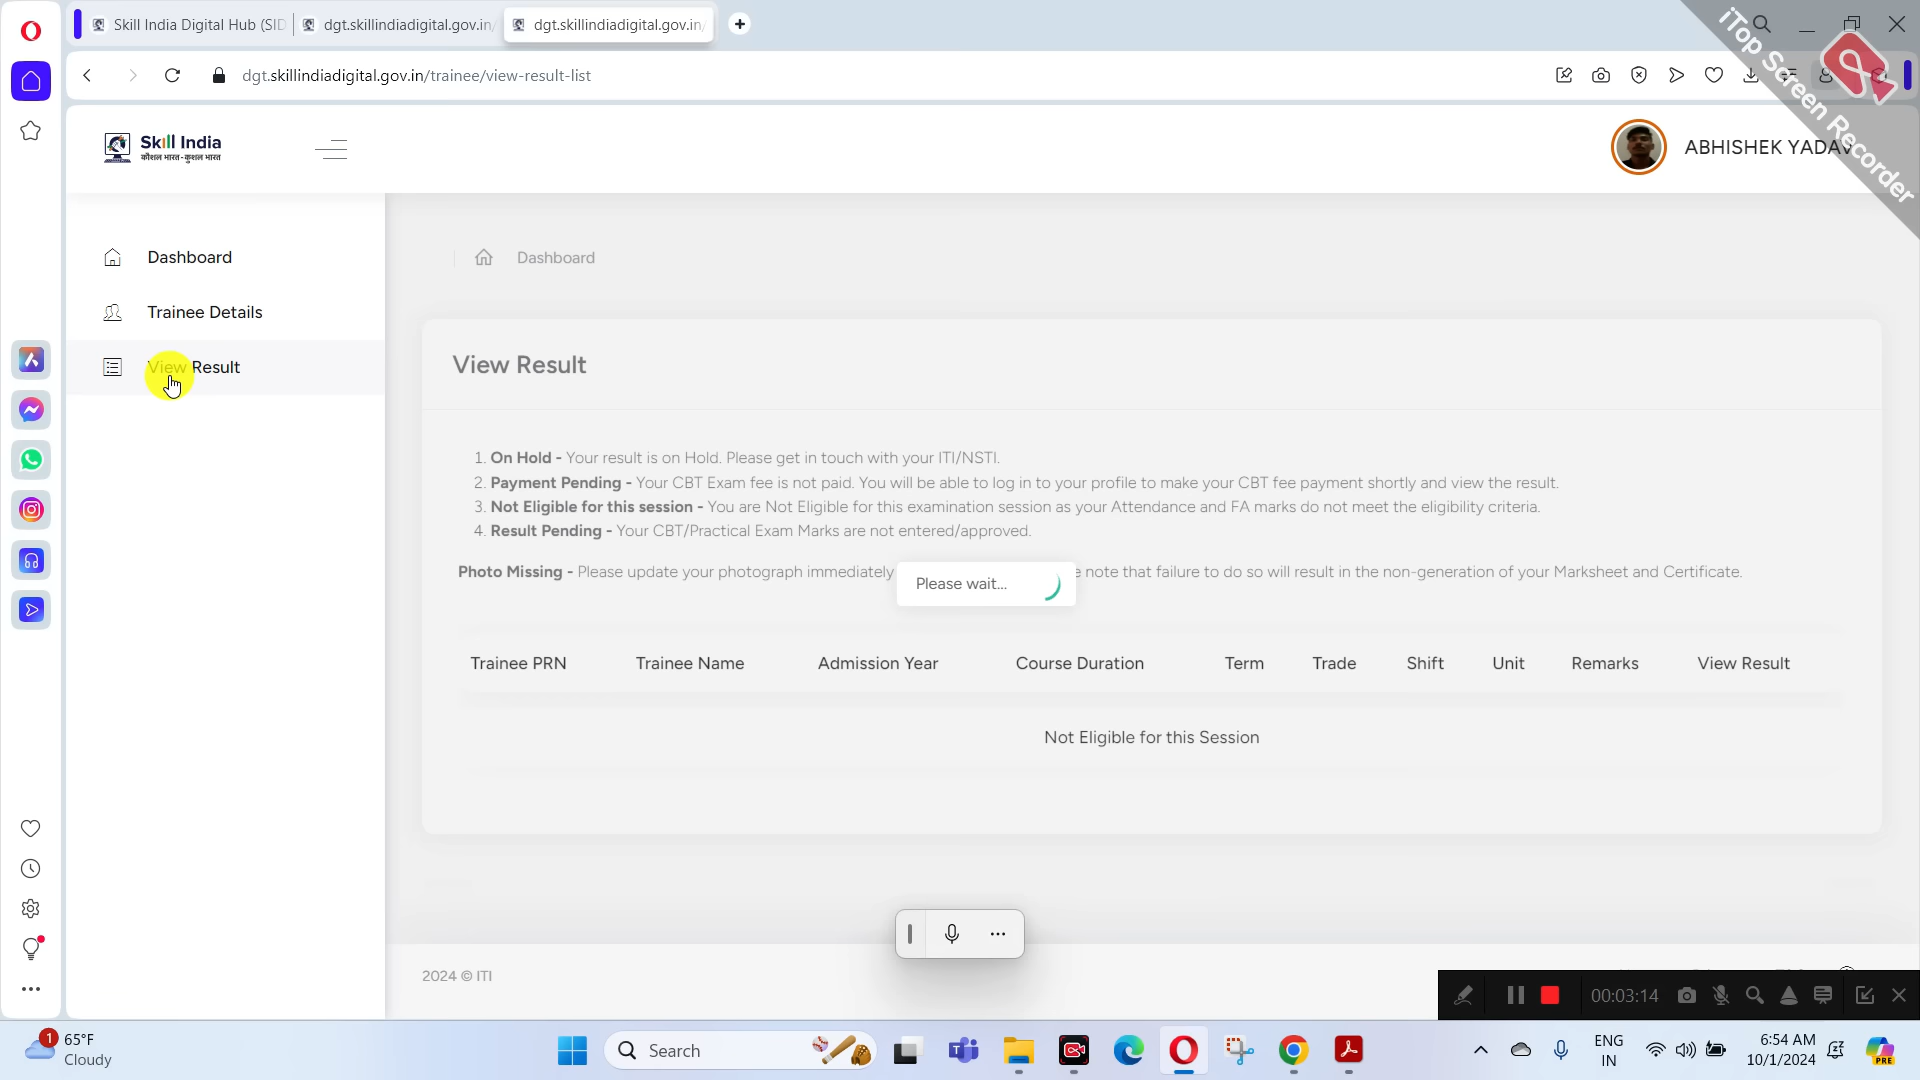 Skill India Digital Hub (SID
dgt.skillindiadigital.gov.in/
dgt.skillindiadigital.gov.in/
dgt.skillindiadigital.gov.in/trainee/view-result-list
iTop Screen Recorder
Skill India
कौशल भारत-कुशल भारत
ABHISHEK YADAV
Dashboard
Trainee Details
View Result
Dashboard
View Result
1. On Hold - Your result is on Hold. Please get in touch with your ITI/NSTI.
2. Payment Pending - Your CBT Exam fee is not paid. You will be able to log in to your profile to make your CBT fee payment shortly and view the result.
3. Not Eligible for this session - You are Not Eligible for this examination session as your Attendance and FA marks do not meet the eligibility criteria.
4. Result Pending - Your CBT/Practical Exam Marks are not entered/approved.
Photo Missing - Please update your photograph immediately note that failure to do so will result in the non-generation of your Marksheet and Certificate.
Please wait...
Trainee PRN Trainee Name Admission Year Course Duration Term Trade Shift Unit Remarks View Result
Not Eligible for this Session
2024 © ITI
00:03:14
1
65°F
Cloudy
Search
ENG
IN
6:54 AM
10/1/2024
PRE